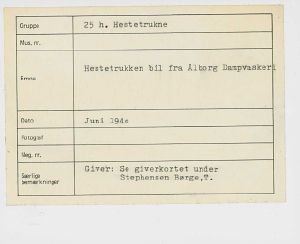 Gruppe 25 h. Hestetrukne
Mus. nr.
Emne Hestetrukken bil fra Ålborg Dampvaskeri
Dato Juni 194
Fotograf
Neg. nr.
Særlige bemærkninger Giver: Se giverkortet under
Stephensen Børge,T.